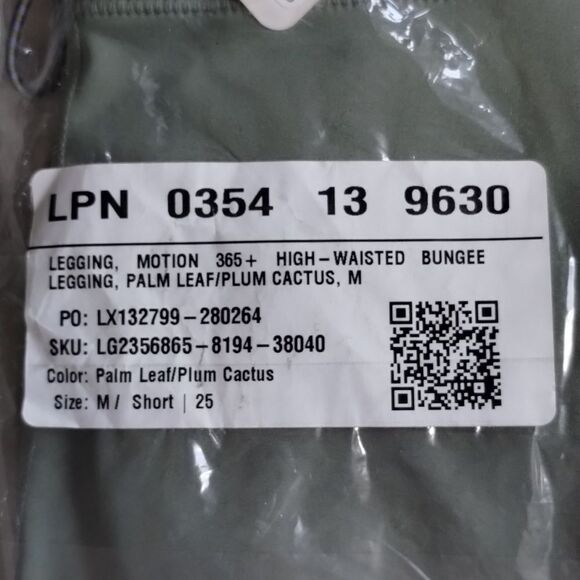 LPN 0354 13 9630
LEGGING, MOTION 365+ HIGH-WAISTED BUNGEE
LEGGING, PALM LEAF/PLUM CACTUS, M
PO: LX132799-280264
SKU: LG2356865-8194-38040
Color: Palm Leaf/Plum Cactus
Size: M/ Short | 25